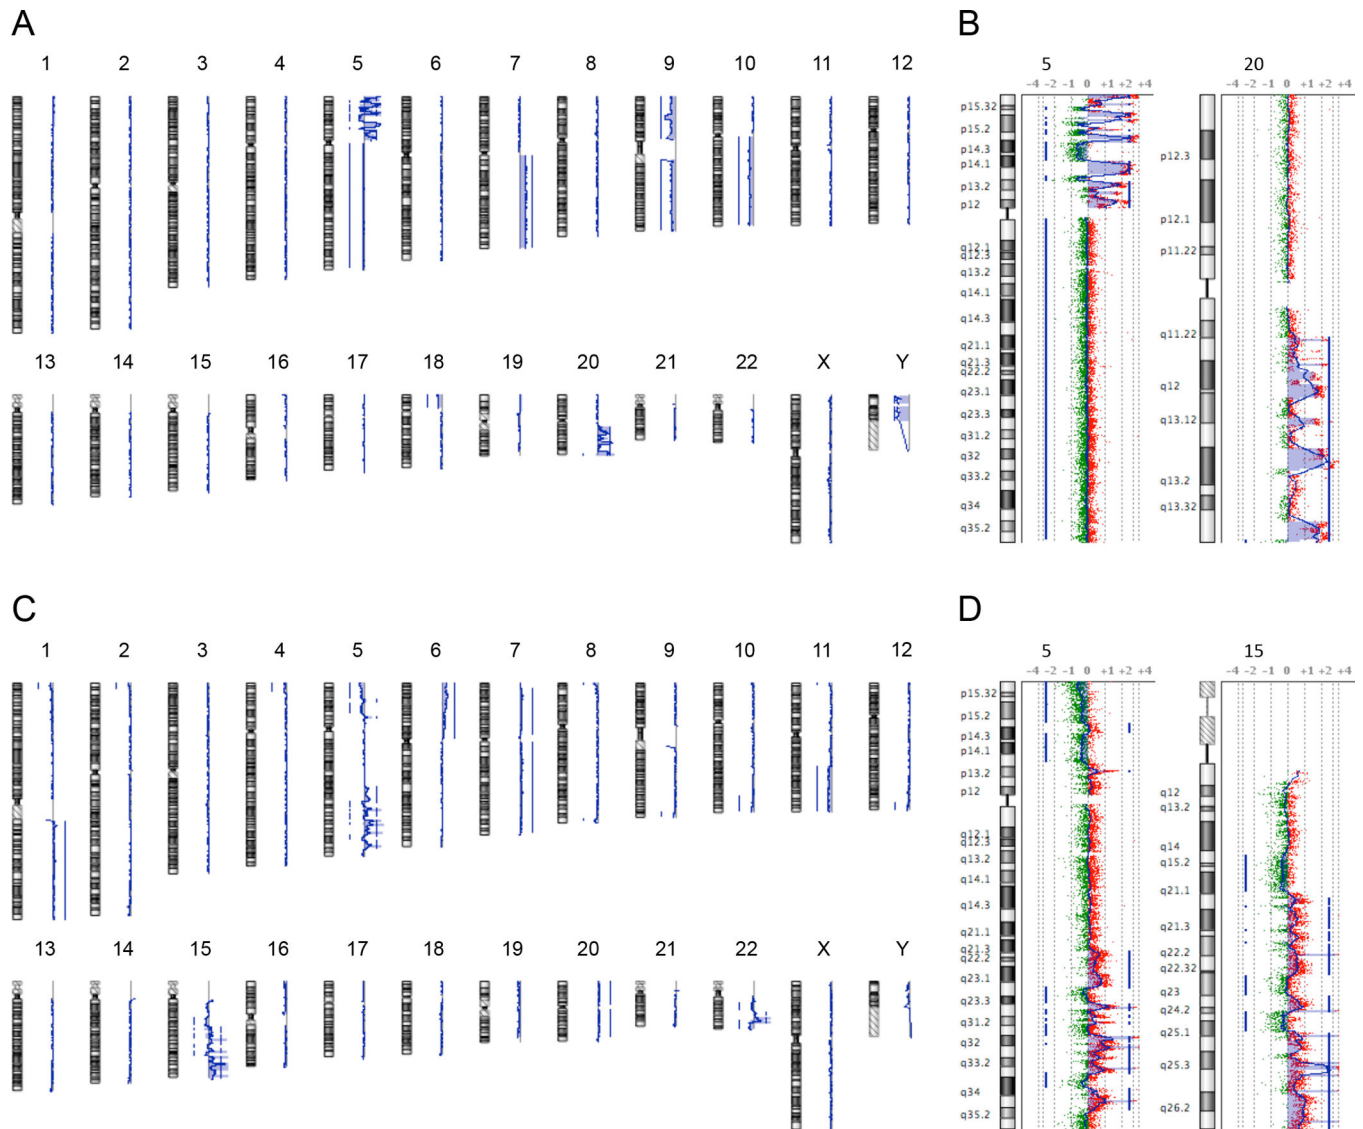 A
1 2 3 4 5 6 7 8 9 10 11 12
13 14 15 16 17 18 19 20 21 22 X Y
B
5 20
-4 -2 -1 0 +1 +2 +4 -4 -2 -1 0 +1 +2 +4
p15.32
p15.2
p14.3
p14.1
p13.2
p12
q12.1
q12.3
q13.2
q14.1
q14.3
q21.1
q21.3
q22.2
q23.1
q23.3
q31.2
q32
q33.2
q34
q35.2
p12.3
p12.1
p11.22
q11.22
q12
q13.12
q13.2
q13.32
C
1 2 3 4 5 6 7 8 9 10 11 12
13 14 15 16 17 18 19 20 21 22 X Y
D
5 15
-4 -2 -1 0 +1 +2 +4 -4 -2 -1 0 +1 +2 +4
p15.32
p15.2
p14.3
p14.1
p13.2
p12
q12.1
q12.3
q13.2
q14.1
q14.3
q21.1
q21.3
q22.2
q23.1
q23.3
q31.2
q32
q33.2
q34
q35.2
q12
q13.2
q14
q15.2
q21.1
q21.3
q22.2
q22.32
q23
q24.2
q25.1
q25.3
q26.2